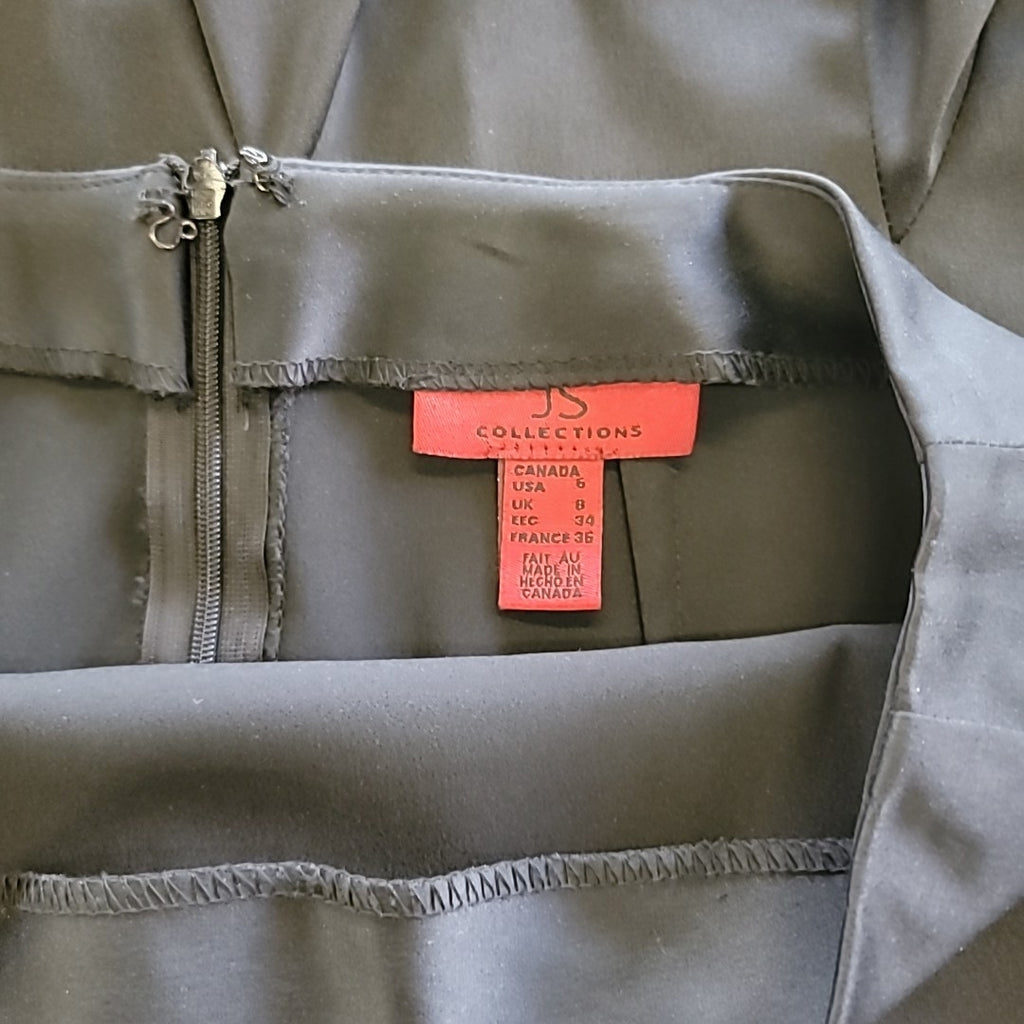 JS
COLLECTIONS
CANADA
USA 6
UK 8
EEC 34
FRANCE 36
FAIT AU
MADE IN
HECHO EN
CANADA